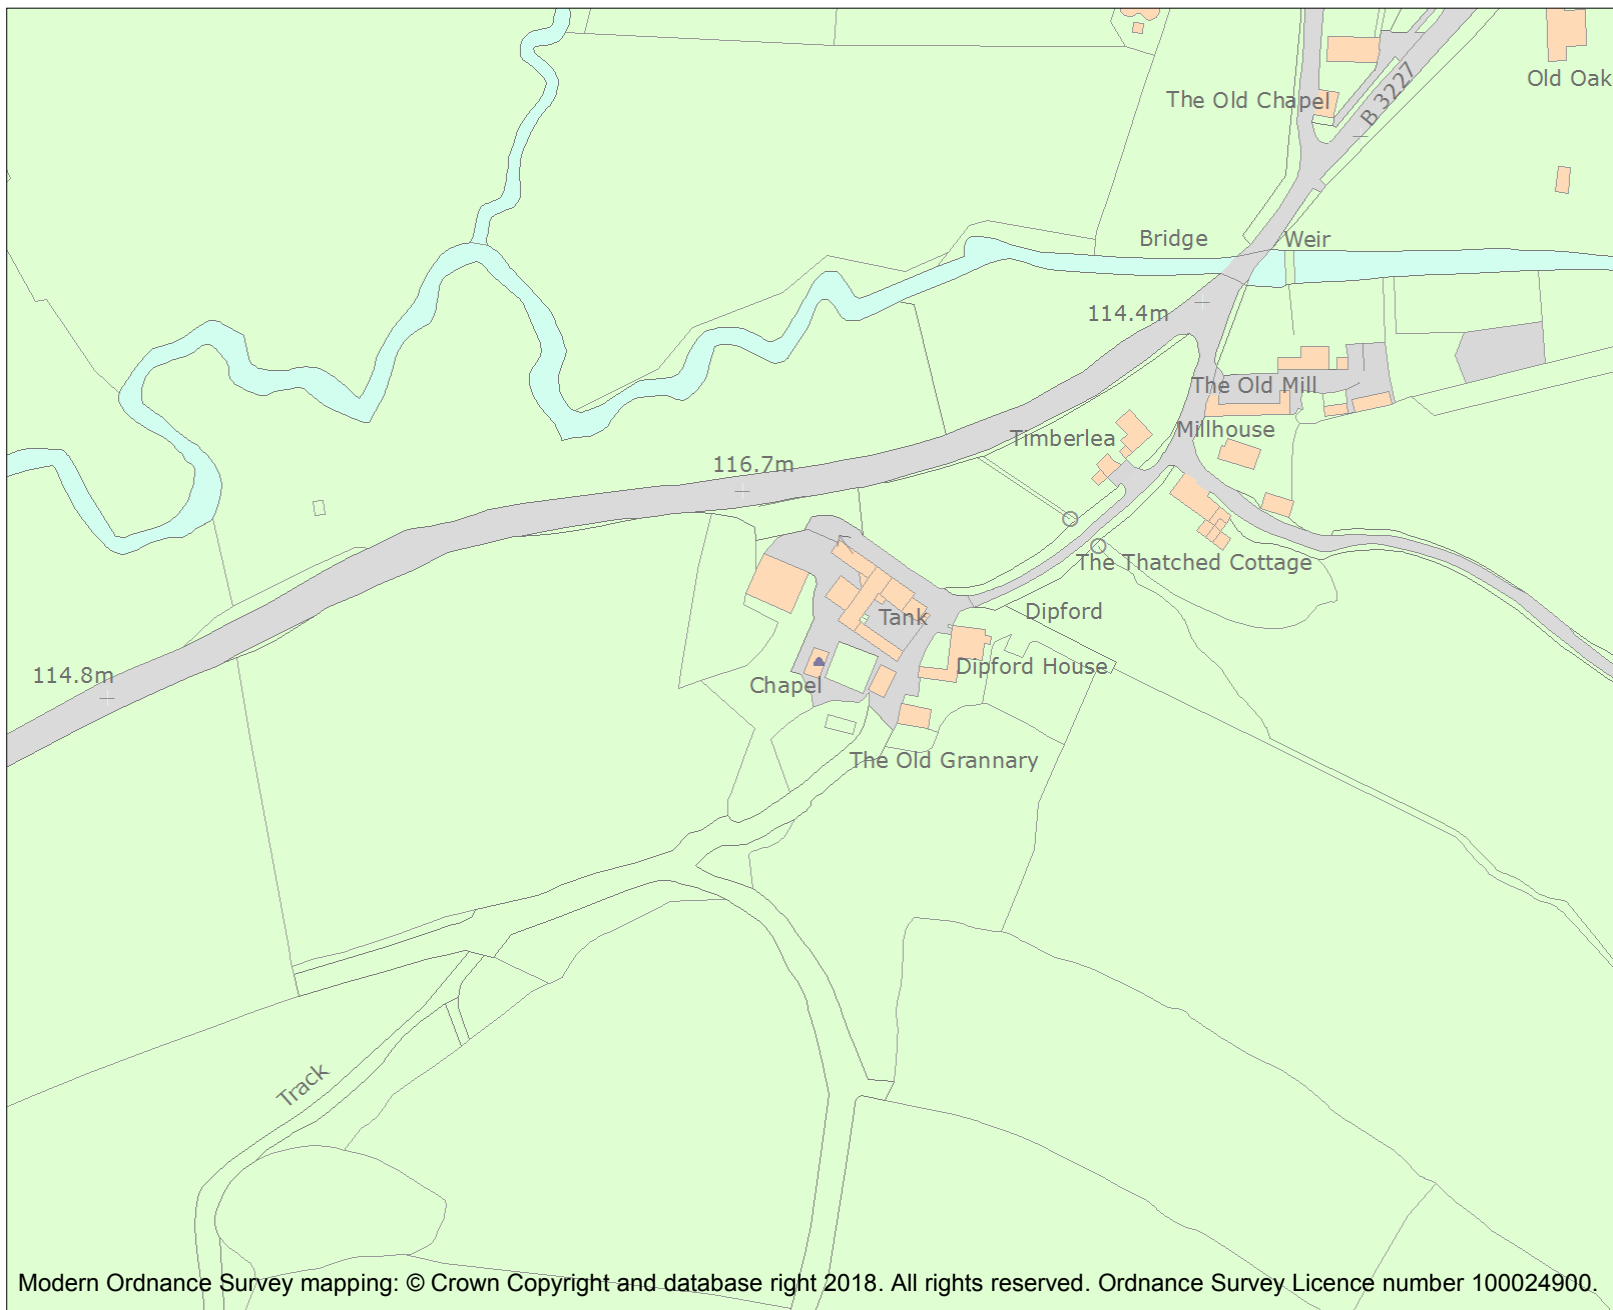 Old Oak
The Old Chapel
B 3227
Bridge
Weir
114.4m
The Old Mill
Millhouse
Timberlea
116.7m
The Thatched Cottage
Dipford
Tank
Dipford House
114.8m
Chapel
The Old Grannary
Track
Modern Ordnance Survey mapping: © Crown Copyright and database right 2018. All rights reserved. Ordnance Survey Licence number 100024900.